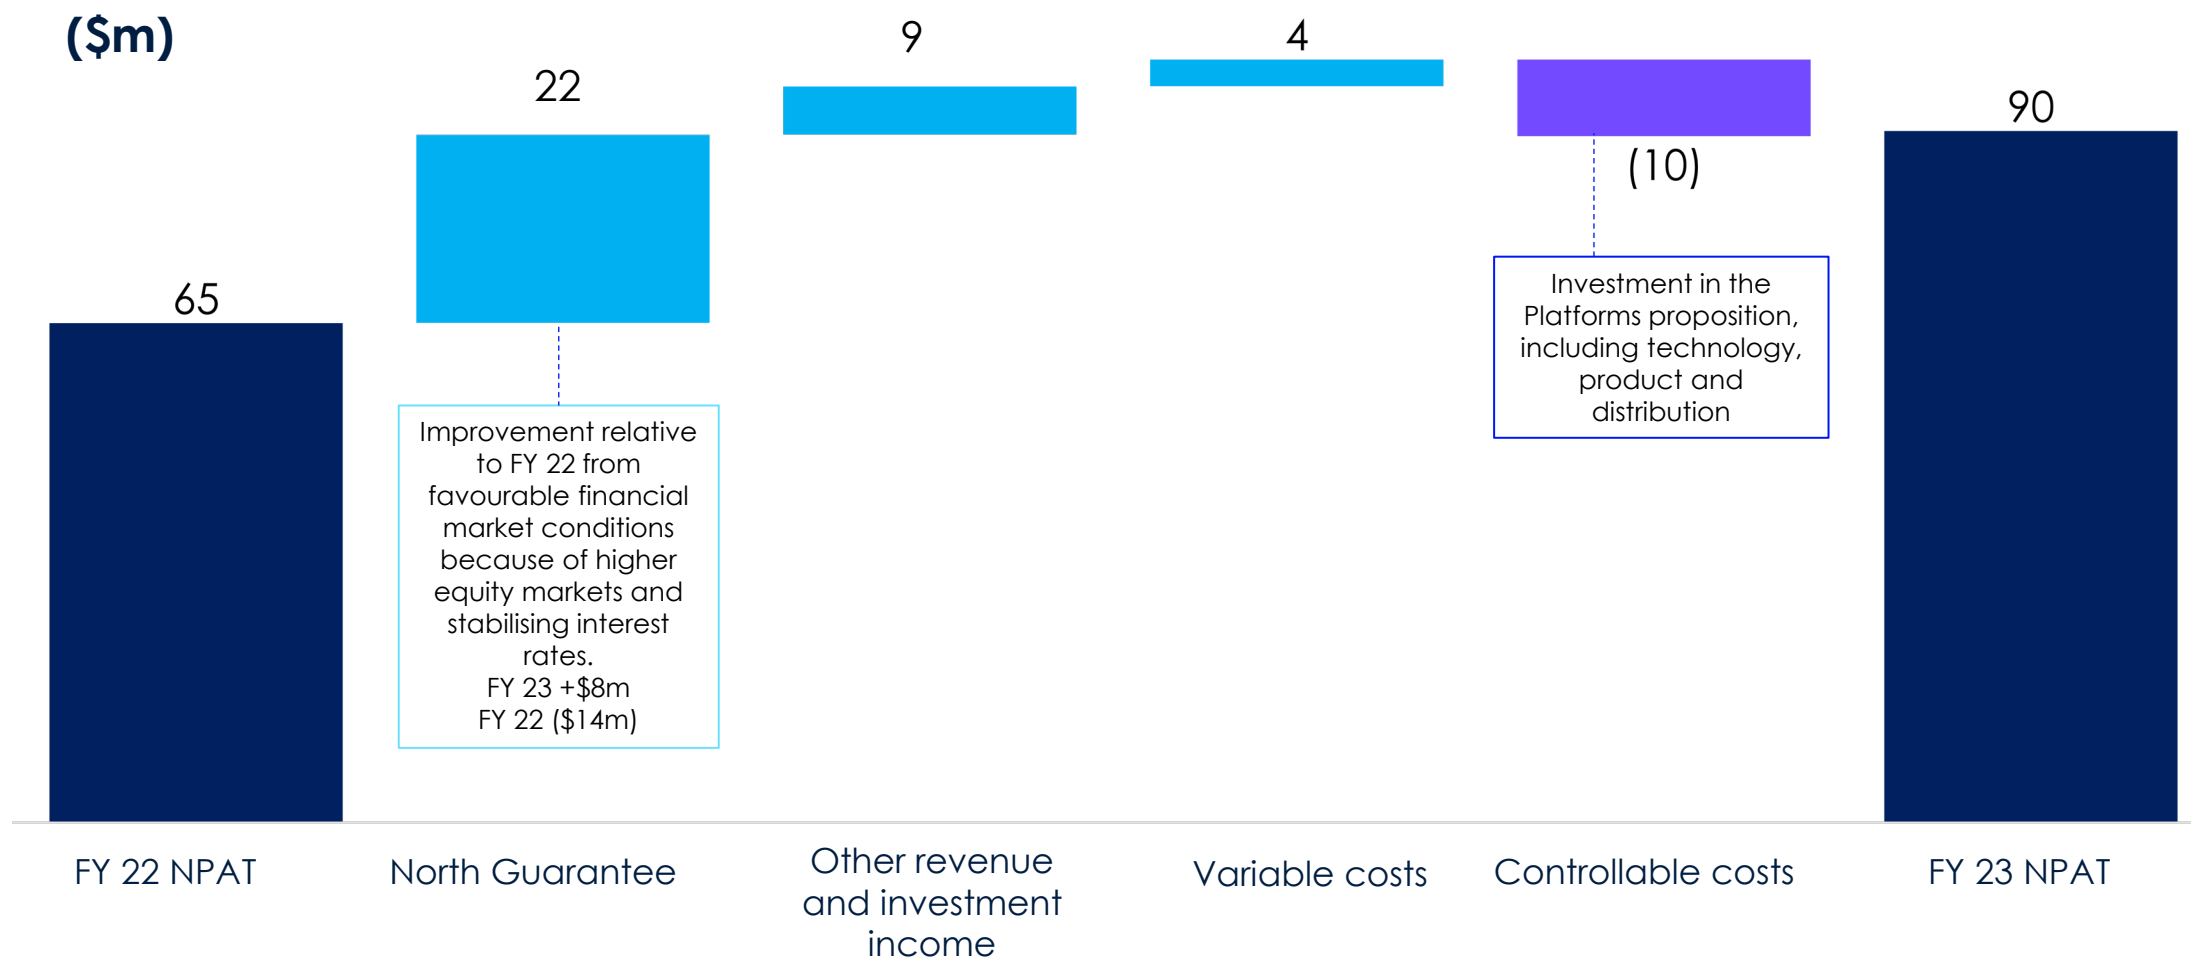 ($m)
65
22
9
4
(10)
90
Improvement relative
to FY 22 from
favourable financial
market conditions
because of higher
equity markets and
stabilising interest
rates.
FY 23 +$8m
FY 22 ($14m)
Investment in the
Platforms proposition,
including technology,
product and
distribution
FY 22 NPAT
North Guarantee
Other revenue
and investment
income
Variable costs
Controllable costs
FY 23 NPAT